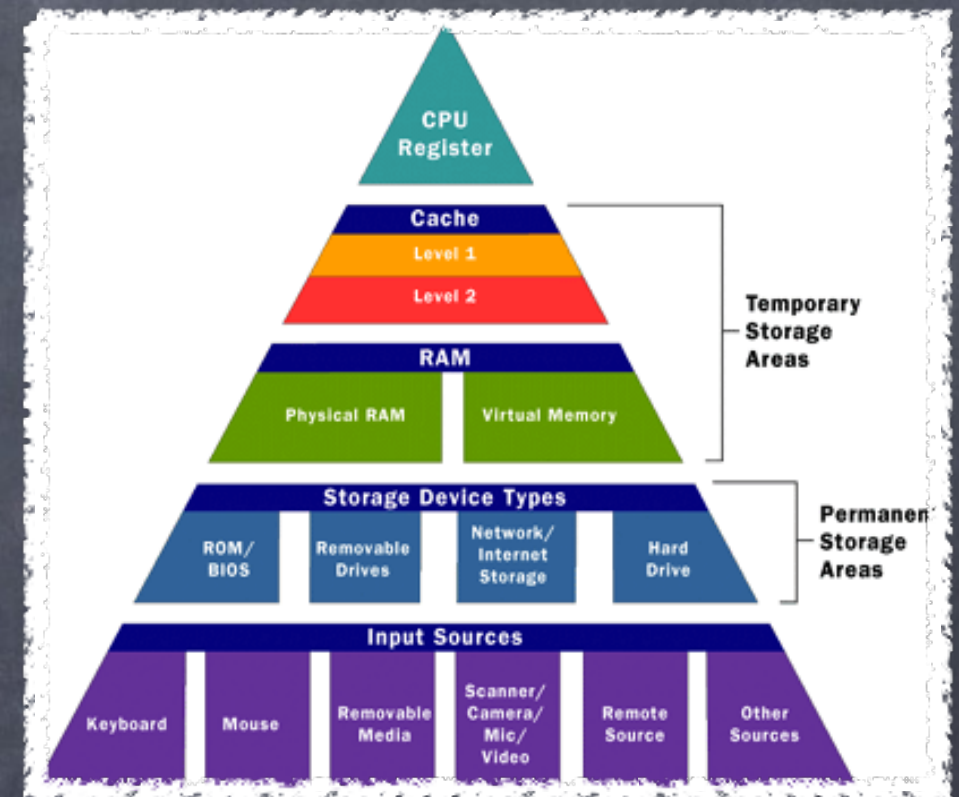 CPU
Register
Cache
Level 1
Level 2
Temporary
Storage
Areas
RAM
Physical RAM
Virtual Memory
Storage Device Types
ROM/
BIOS
Removable
Drives
Network/
Internet
Storage
Hard
Drive
Permanen
Storage
Areas
Input Sources
Keyboard
Mouse
Removable
Media
Scanner/
Camera/
Mic/
Video
Remote
Source
Other
Sources